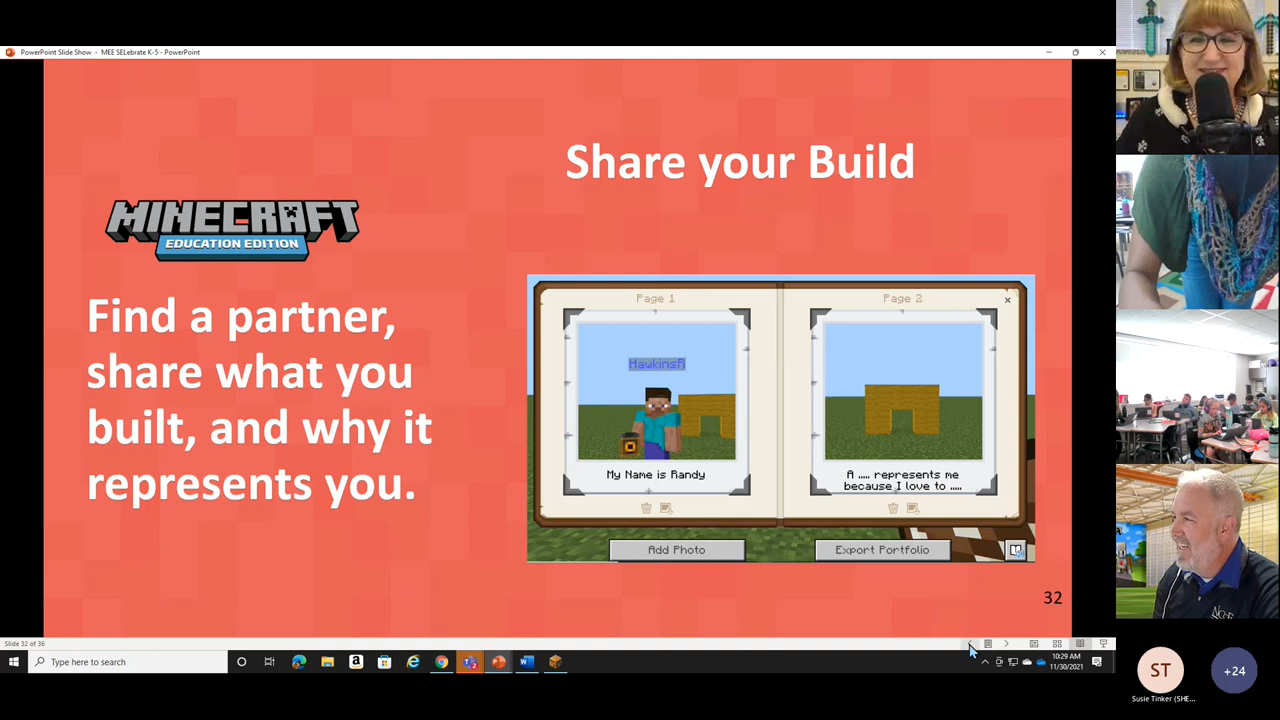 PowerPoint Slide Show - MEE SELebrate K-5 - PowerPoint
Share your Build
MINECRAFT
EDUCATION EDITION
Find a partner,
share what you
built, and why it
represents you.
Page 1
Page 2
HawkinsR
My Name is Randy
A ..... represents me
because I love to .....
Add Photo
Export Portfolio
32
Slide 32 of 36
Type here to search
10:29 AM
11/30/2021
ST
+24
Susie Tinker (SHE...